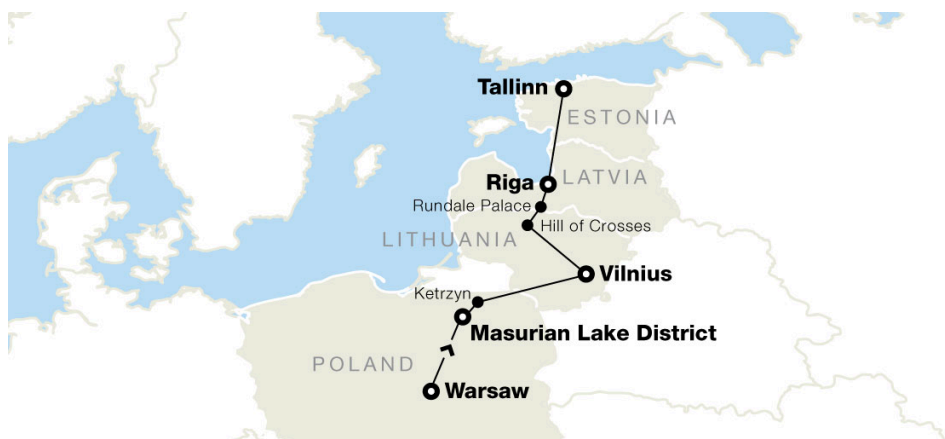 Tallinn
ESTONIA
Riga
LATVIA
Rundale Palace
Hill of Crosses
LITHUANIA
Vilnius
Ketrzyn
Masurian Lake District
POLAND
Warsaw